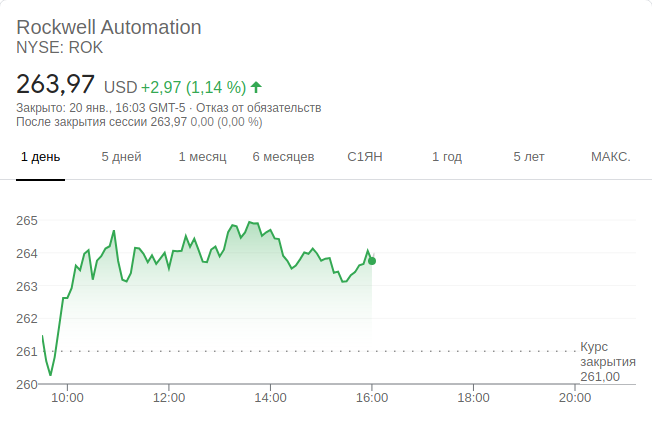 Rockwell Automation
NYSE: ROK
263,97 USD +2,97 (1,14 %)
Закрыто: 20 янв., 16:03 GMT-5 · Отказ от обязательств
После закрытия сессии 263,97 0,00 (0,00 %)
1 день 5 дней 1 месяц 6 месяцев С1ЯН 1 год 5 лет МАКС.
265
264
263
262
261
260
Курс
закрытия
261,00
10:00 12:00 14:00 16:00 18:00 20:00